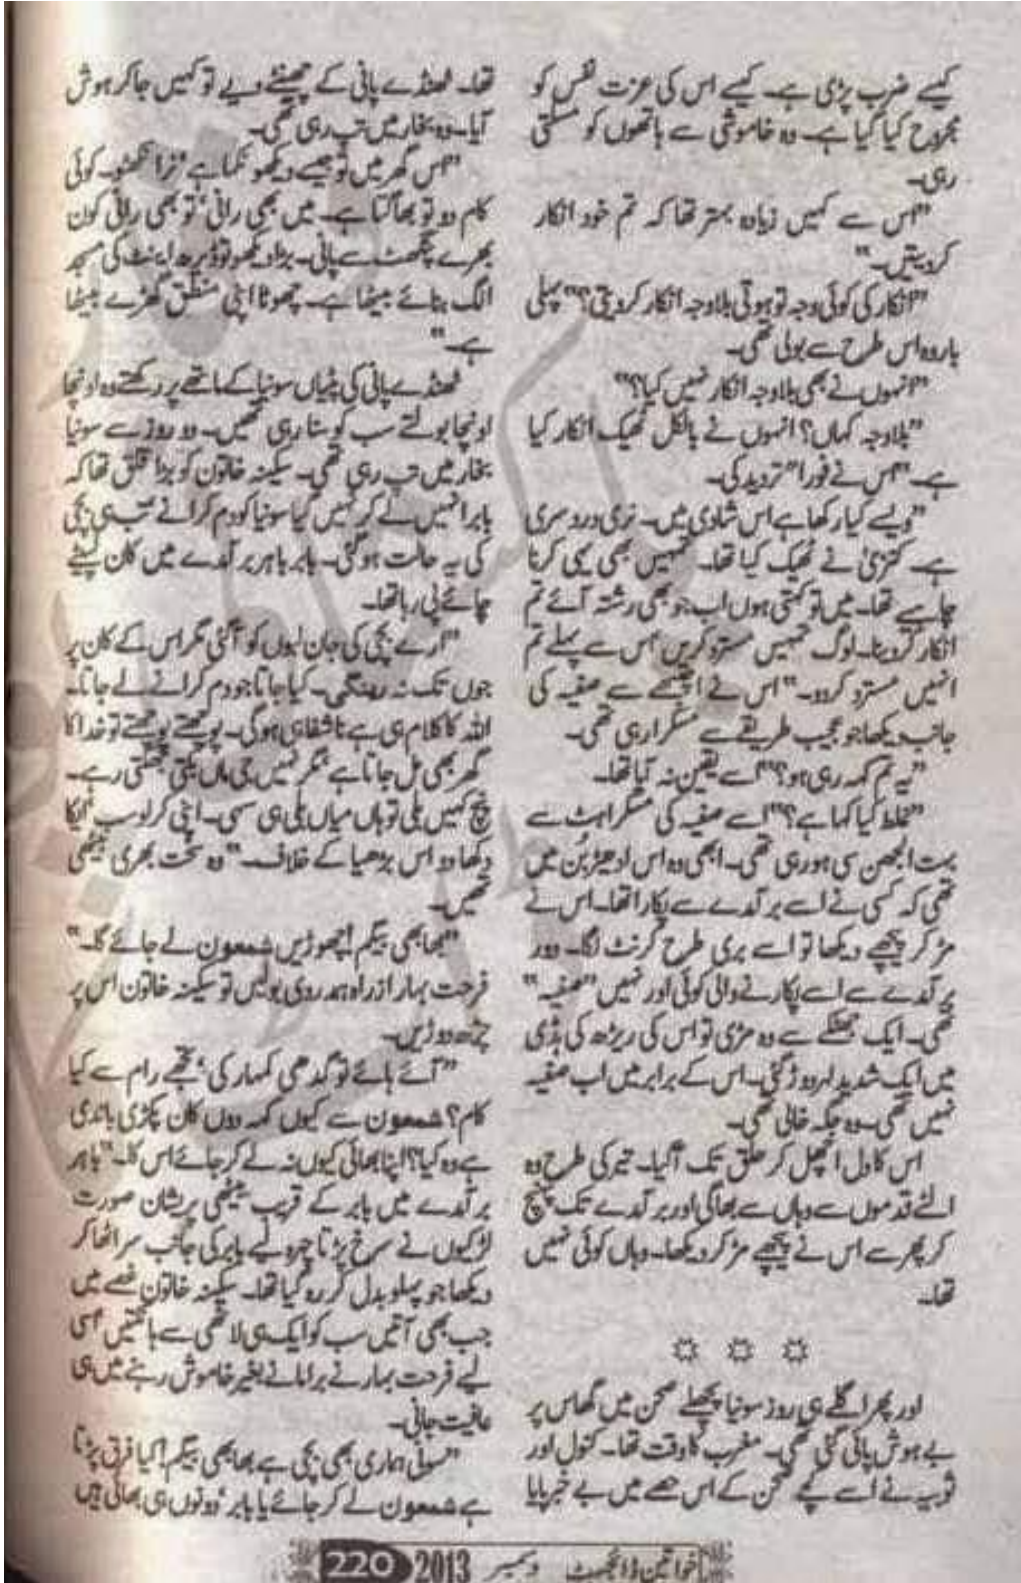 کیسے ضرب پڑی ہے۔ کیسے اس کی عزت نفس کو
مجروح کیا گیا ہے۔ وہ خاموشی سے ہاتھوں کو مسلتی
رہی۔
”اس سے کہیں زیادہ بہتر تھا کہ تم خود انکار
کر دیتیں۔“
”انکار کی کوئی وجہ تو ہوتی بلاوجہ انکار کردیتی؟“ پہلی
بار وہ اس طرح سے بولی تھی۔
”انہوں نے بھی بلاوجہ انکار نہیں کیا؟“
”بلاوجہ کہاں؟ انہوں نے بالکل ٹھیک انکار کیا
ہے۔“ اس نے فورا″ تردید کی۔
”ویسے کیا رکھا ہے اس شادی میں۔ نری درد سری
ہے۔ کنزیٰ نے ٹھیک کیا تھا۔ تمہیں بھی یہی کرنا
چاہیے تھا۔ میں تو کہتی ہوں اب جو بھی رشتہ آئے تم
انکار کردینا۔ لوگ تمہیں مسترد کریں اس سے پہلے تم
انہیں مسترد کردو۔“ اس نے اچنبھے سے صفیہ کی
جانب دیکھا جو عجیب طریقے سے مسکرا رہی تھی۔
”یہ تم کہہ رہی ہو؟“ اسے یقین نہ آیا تھا۔
”غلط کیا کہا ہے؟“ اسے صفیہ کی مسکراہٹ سے
بہت الجھن سی ہورہی تھی۔ ابھی وہ اس ادھیڑبن میں
تھی کہ کسی نے اسے برآمدے سے پکارا تھا۔ اس نے
مڑ کر پیچھے دیکھا تو اسے بری طرح کرنٹ لگا۔ دور
برآمدے سے اسے پکارنے والی کوئی اور نہیں ”صفیہ“
تھی۔ ایک جھٹکے سے وہ مڑی تو اس کی ریڑھ کی ہڈی
میں ایک شدید لہر دوڑ گئی۔ اس کے برابر میں اب صفیہ
نہیں تھی۔ وہ جگہ خالی تھی۔
اس کا دل اچھل کر حلق تک آگیا۔ تیر کی طرح وہ
الٹے قدموں سے وہاں سے بھاگی اور برآمدے تک پہنچ
کر پھر سے اس نے پیچھے مڑ کر دیکھا۔ وہاں کوئی نہیں
تھا۔
اور پھر اگلے ہی روز سونیا پچھلے صحن میں گھاس پر
بے ہوش پائی گئی تھی۔ مغرب کا وقت تھا۔ کنول اور
ثوبیہ نے اسے کچے صحن کے اس حصے میں بے خبر پایا
تھا۔ ٹھنڈے پانی کے چھینٹے دیے تو کہیں جاکر ہوش
آیا۔ وہ بخار میں تپ رہی تھی۔
”اس گھر میں تو جسے دیکھو نکما ہے‘ نرا نکھٹو۔ کوئی
کام دو تو بھاگتا ہے۔ میں بھی رانی‘ تو بھی رانی کون
بھرے پنگھٹ سے پانی۔ بڑا دیکھو تو ڈیڑھ اینٹ کی مسجد
الگ بنائے بیٹھا ہے۔ چھوٹا اپنی منطق گھڑے بیٹھا
ہے۔“
ٹھنڈے پانی کی پٹیاں سونیا کے ماتھے پر رکھتے وہ اونچا
اونچا بولتے سب کو سنا رہی تھیں۔ دو روز سے سونیا
بخار میں تپ رہی تھی۔ سکینہ خاتون کو بڑا قلق تھا کہ
بابر انہیں لے کر نہیں گیا سونیا کو دم کرانے تب ہی بچی
کی یہ حالت ہوگئی۔ بابر باہر برآمدے میں کان لپیٹے
چائے پی رہا تھا۔
”ارے بچی کی جان لبوں کو آگئی مگر اس کے کان پر
جوں تک نہ رینگی۔ کیا جاتا جو دم کرانے لے جاتا۔
اللہ کا کلام ہی ہے نا شفا ہی ہوگی۔ پوچھتے پوچھتے تو خدا کا
گھر بھی مل جاتا ہے مگر نہیں جی ماں بکتی جھکتی رہے۔
پنچ کہیں بلی تو ہاں میاں بلی ہی سہی۔ اپنی کر لو سب‘ ایکا
دکھا دو اس بڑھیا کے خلاف۔“ وہ سخت بھری بیٹھی
تھیں۔
”بھابھی بیگم! چھوڑیں شمعون لے جائے گا۔“
فرحت بہار ازراہ ہمدردی بولیں تو سکینہ خاتون اس پر
چڑھ دوڑیں۔
”آئے ہائے تو گدھی کمہار کی‘ تجھے رام سے کیا
کام؟ شمعون سے کیوں کہہ دوں کان پکڑی باندی
ہے وہ کیا؟ اپنا بھائی کیوں نہ لے کر جائے اس کا۔“ باہر
برآمدے میں بابر کے قریب بیٹھی پریشان صورت
لڑکیوں نے سرخ پڑتا چہرہ لیے بابر کی جانب سر اٹھا کر
دیکھا جو پہلو بدل کر رہ گیا تھا۔ سکینہ خاتون غصے میں
جب بھی آتیں سب کو ایک ہی لاٹھی سے ہانکتیں اسی
لیے فرحت بہار نے برا مانے بغیر خاموش رہنے میں ہی
عافیت جانی۔
”سونی ہماری بھی بچی ہے بھابھی بیگم! کیا فرق پڑتا
ہے شمعون لے کر جائے یا بابر‘ دونوں ہی بھائی ہیں
خواتین ڈائجسٹ دسمبر 2013 220